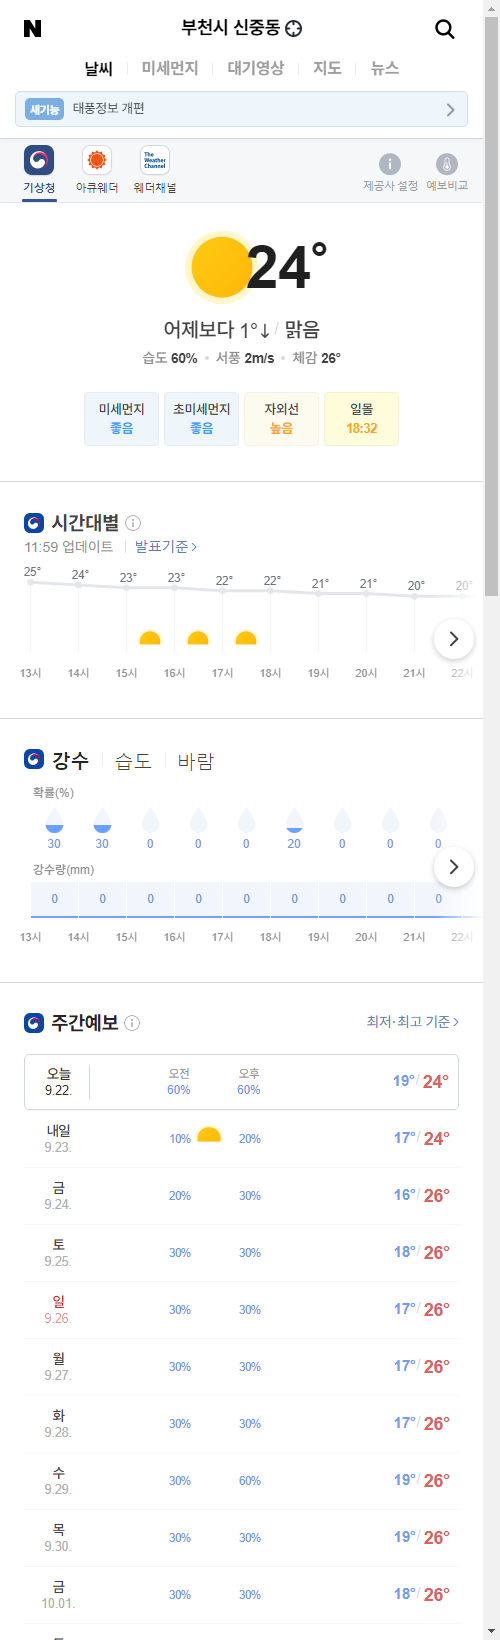 N 부천시 신중동
날씨 미세먼지 대기영상 지도 뉴스
새기능 태풍정보 개편
The Weather Channel
기상청 아큐웨더 웨더채널 제공사 설정 예보비교
24°
어제보다 1°↓ / 맑음
습도 60% 서풍 2m/s 체감 26°
미세먼지 초미세먼지 자외선 일몰
좋음 좋음 높음 18:32
시간대별
11:59 업데이트 발표기준 >
25° 24° 23° 23° 22° 22° 21° 21° 20° 20°
13시 14시 15시 16시 17시 18시 19시 20시 21시 22시
강수 습도 바람
확률(%)
30 30 0 0 0 20 0 0 0
강수량(mm)
0 0 0 0 0 0 0 0 0
13시 14시 15시 16시 17시 18시 19시 20시 21시 22시
주간예보 최저·최고 기준 >
오늘 오전 오후
9.22. 60% 60% 19° / 24°
내일
9.23. 10% 20% 17° / 24°
금
9.24. 20% 30% 16° / 26°
토
9.25. 30% 30% 18° / 26°
일
9.26. 30% 30% 17° / 26°
월
9.27. 30% 30% 17° / 26°
화
9.28. 30% 30% 17° / 26°
수
9.29. 30% 60% 19° / 26°
목
9.30. 30% 30% 19° / 26°
금
10.01. 30% 30% 18° / 26°